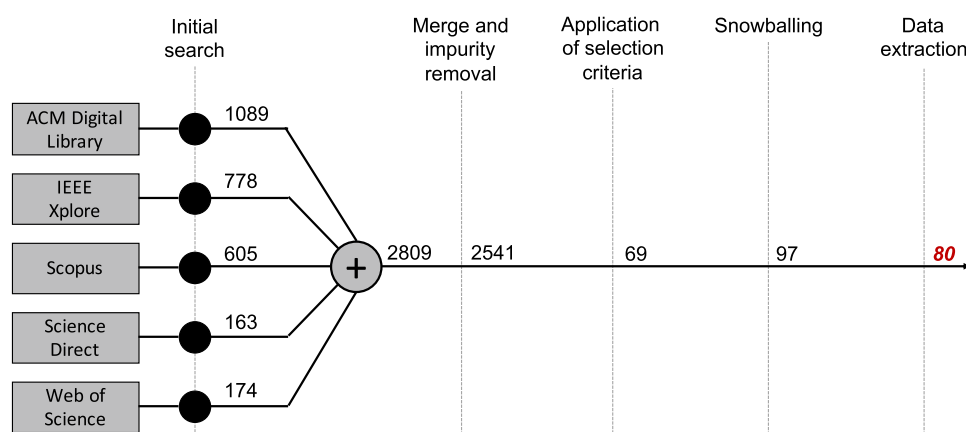 Initial
search
Merge and
impurity
removal
Application
of selection
criteria
Snowballing
Data
extraction
ACM Digital
Library
1089
IEEE
Xplore
778
Scopus
605
+
2809
2541
69
97
80
Science
Direct
163
Web of
Science
174